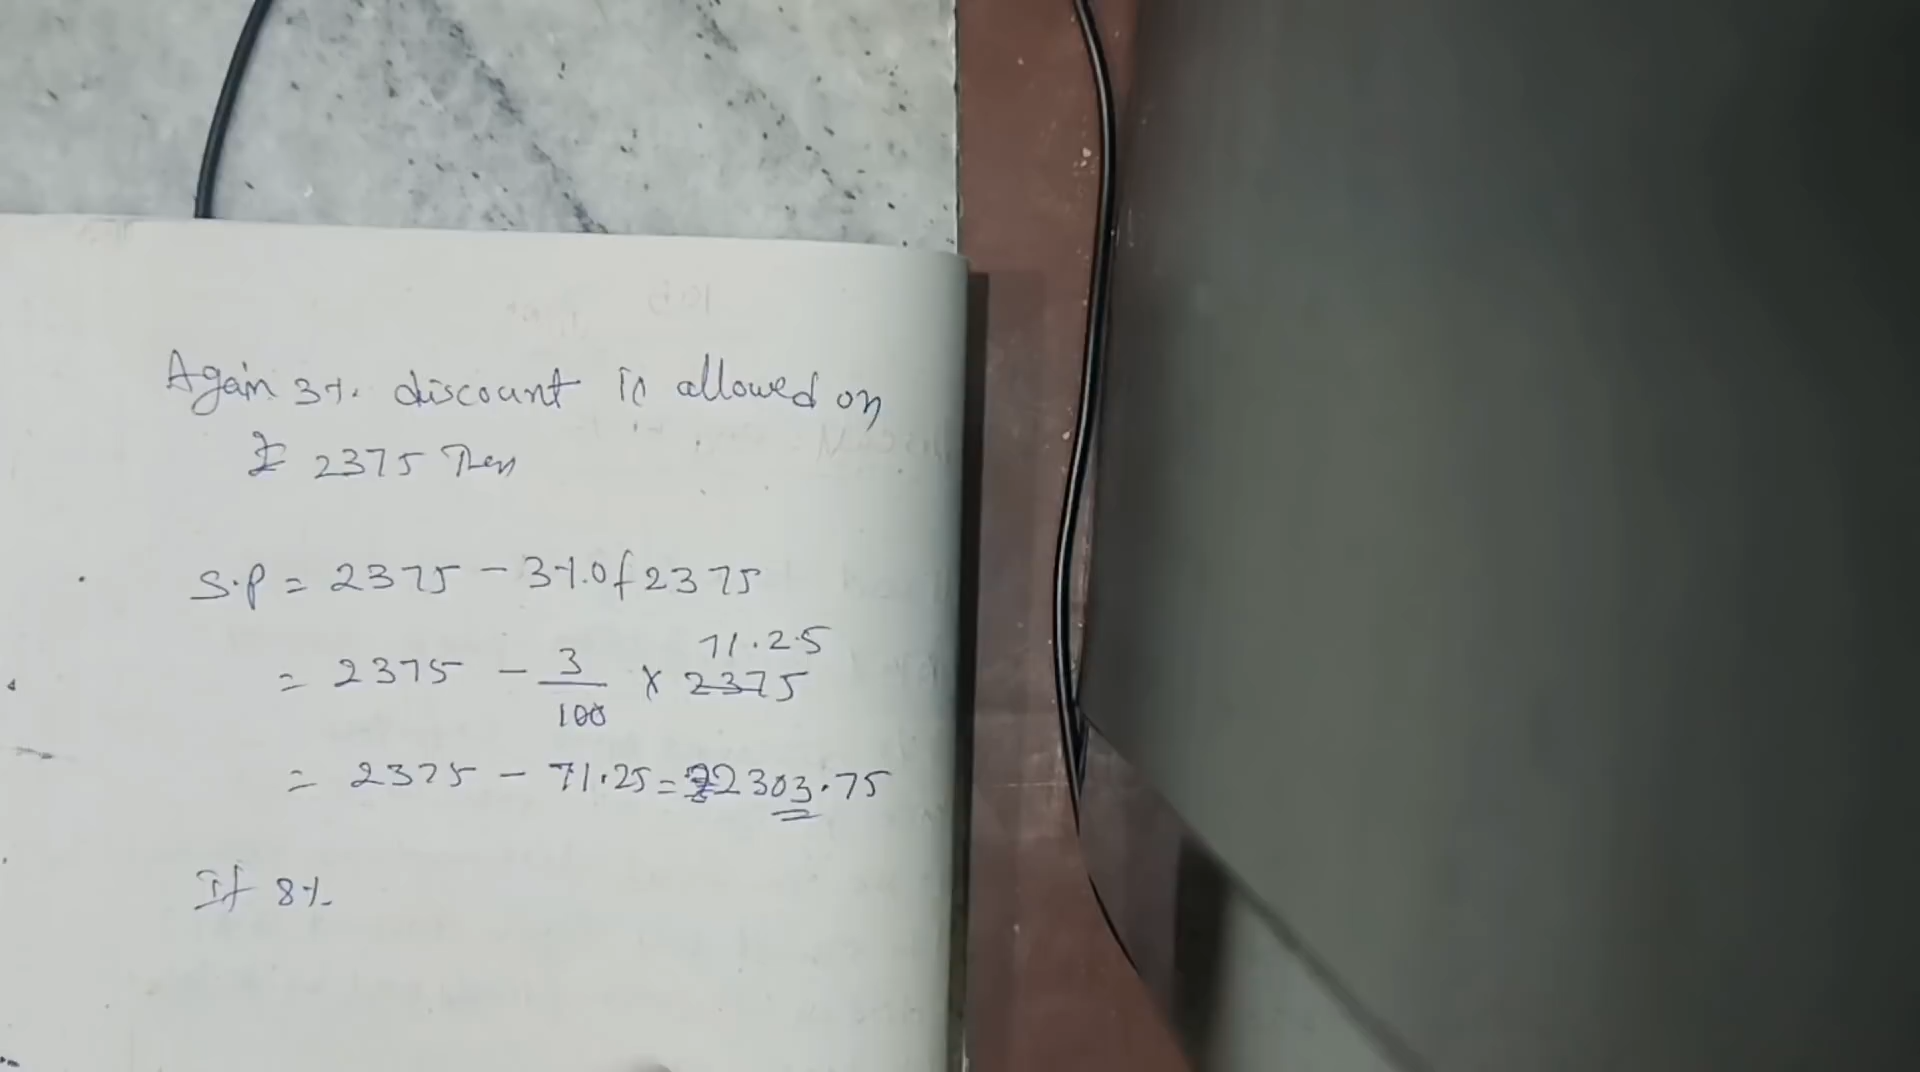 Again 3% discount is allowed on
₹ 2375 Then
S.P = 2375 - 3% of 2375
71.25
= 2375 - 3/100 × 2375
= 2375 - 71.25 = 2303.75
If 8%